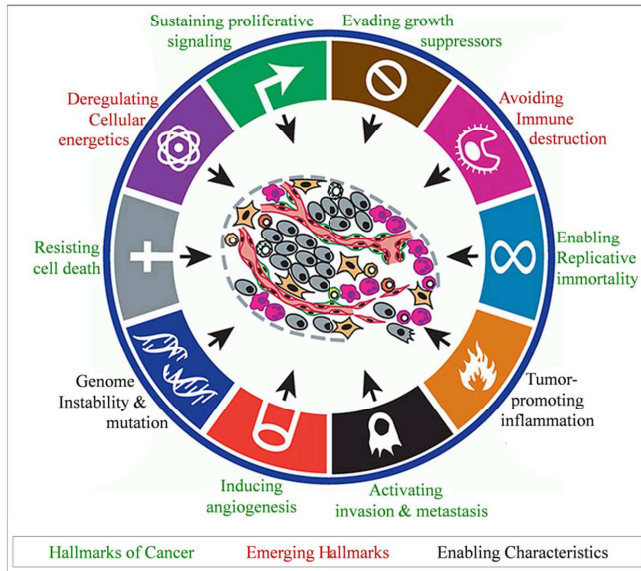 Sustaining proliferative
signaling
Evading growth
suppressors
Deregulating
Cellular
energetics
Avoiding
Immune
destruction
Resisting
cell death
Enabling
Replicative
immortality
Genome
Instability &
mutation
Tumor-
promoting
inflammation
Inducing
angiogenesis
Activating
invasion & metastasis
Hallmarks of Cancer
Emerging Hallmarks
Enabling Characteristics